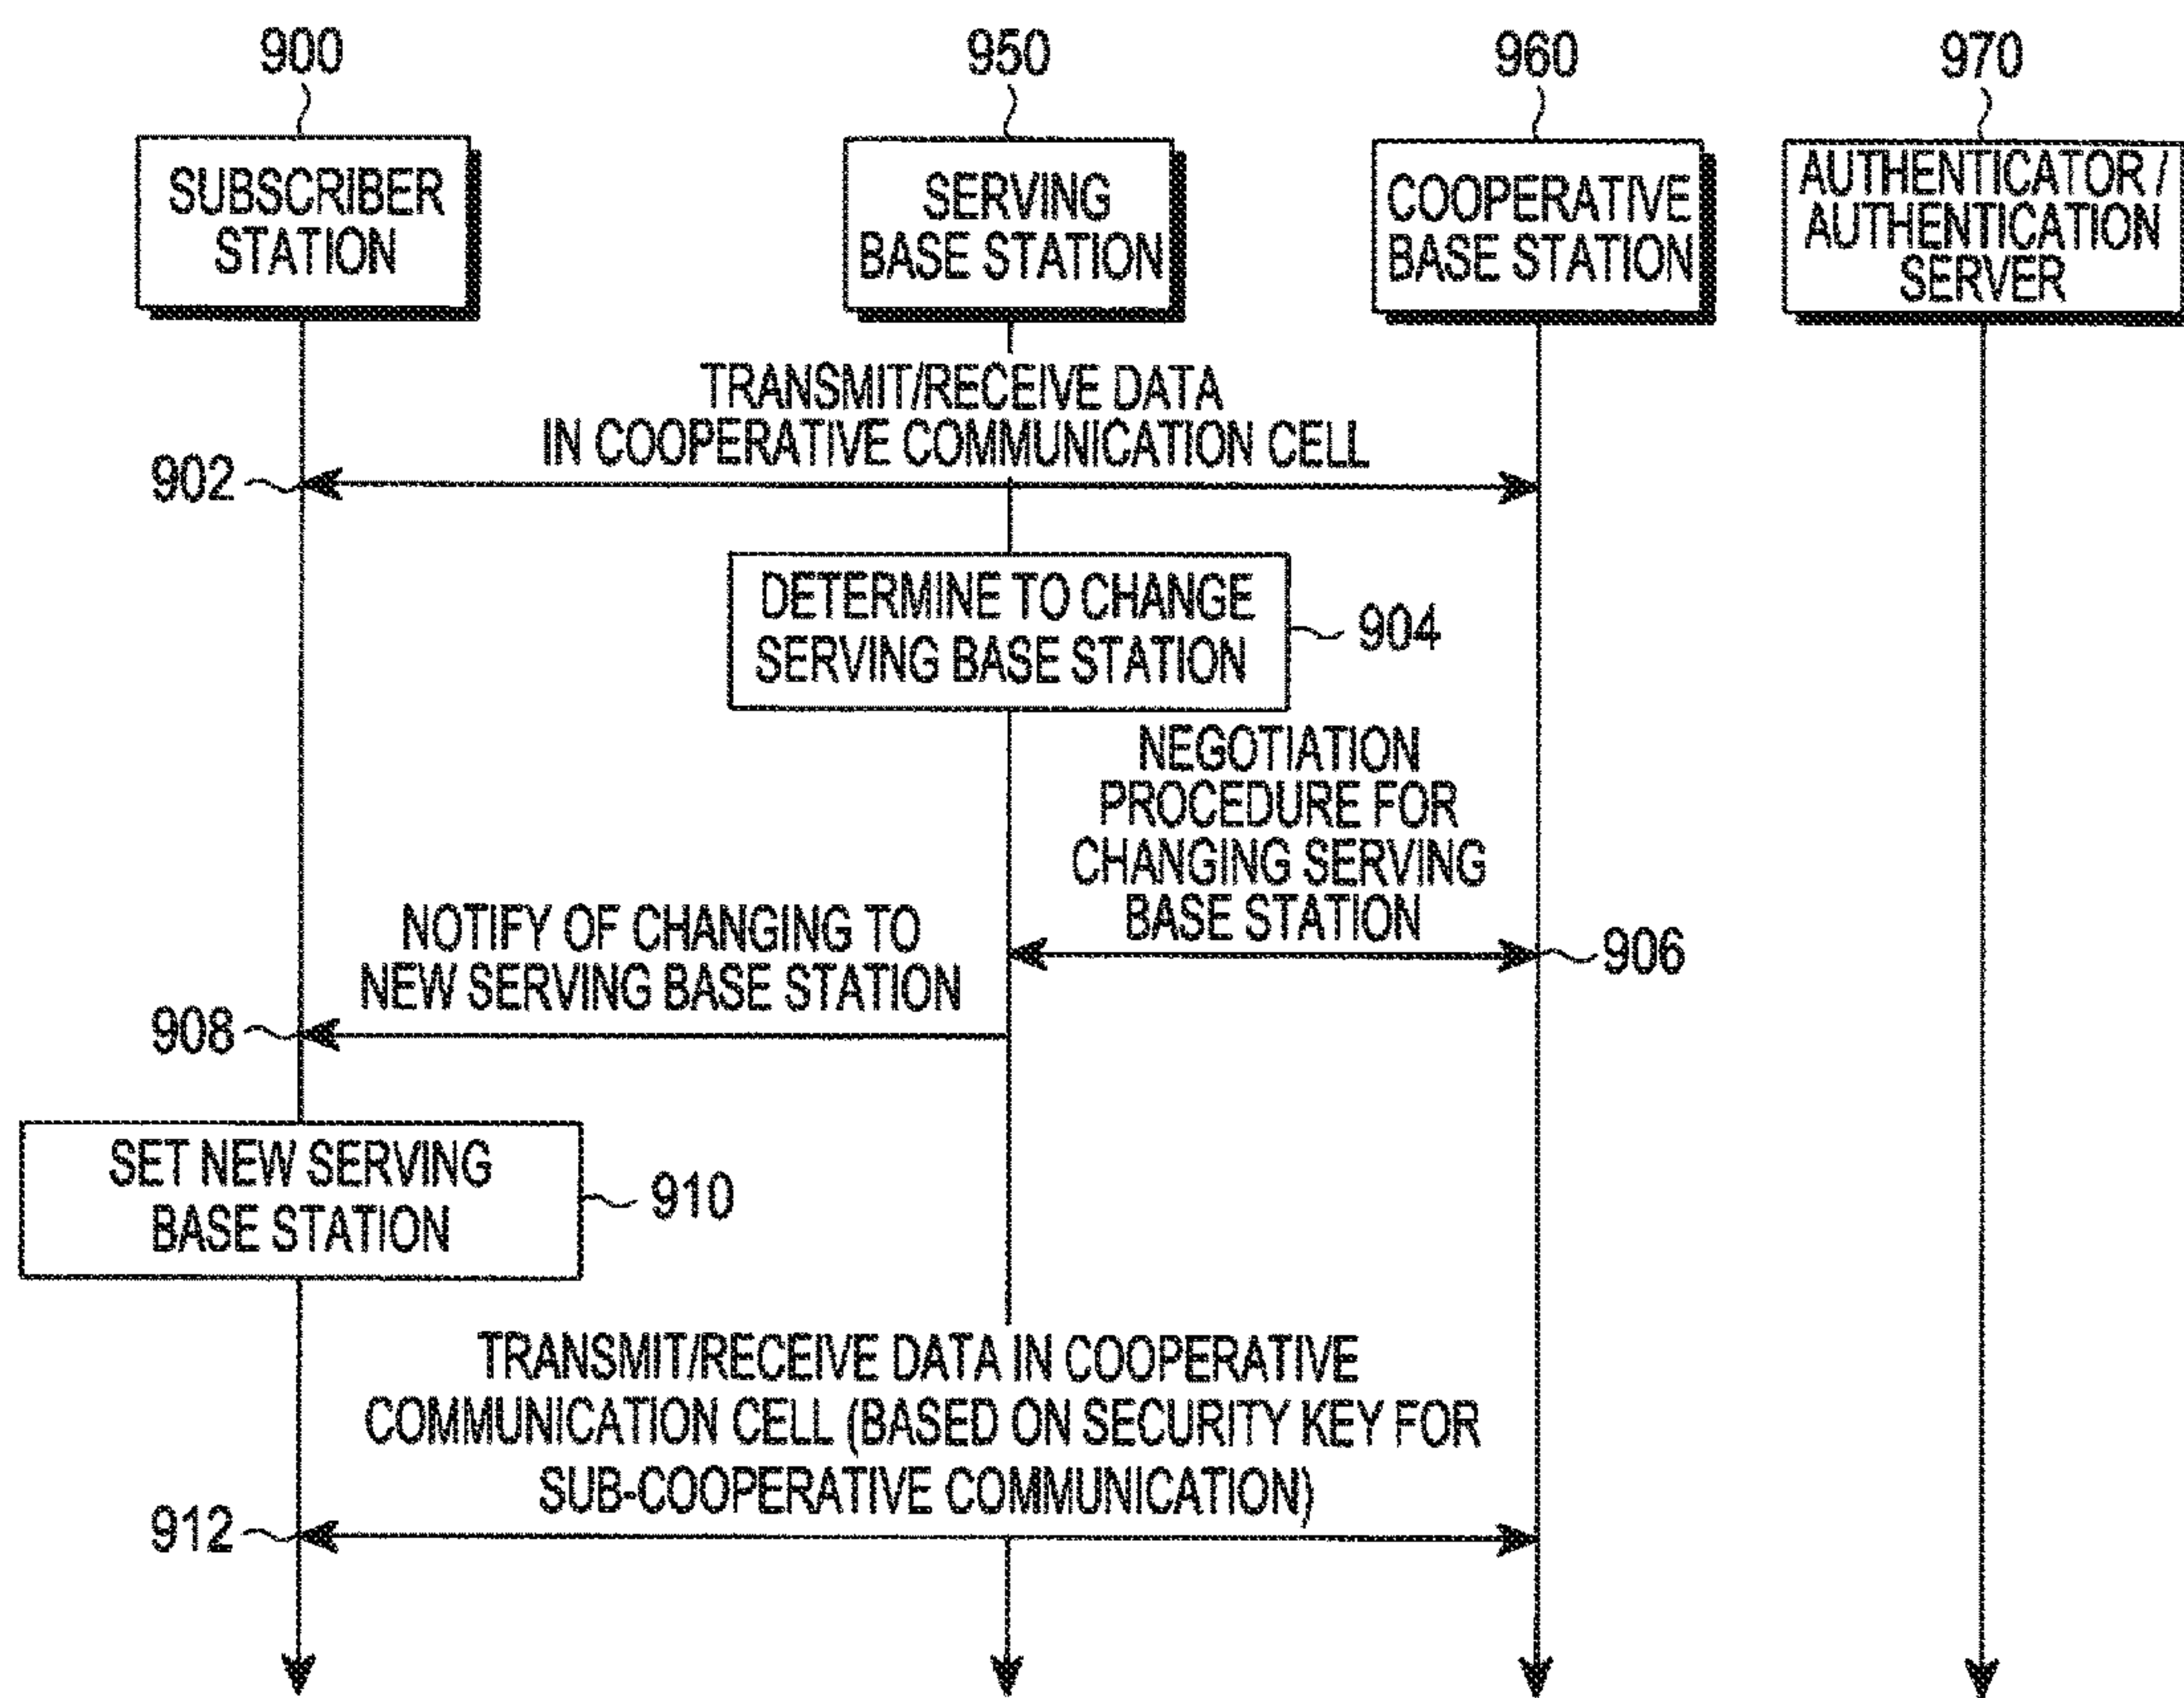 900
950
960
970
SUBSCRIBER
STATION
SERVING
BASE STATION
COOPERATIVE
BASE STATION
AUTHENTICATOR /
AUTHENTICATION
SERVER
TRANSMIT/RECEIVE DATA
IN COOPERATIVE COMMUNICATION CELL
902
DETERMINE TO CHANGE
SERVING BASE STATION
904
NEGOTIATION
PROCEDURE FOR
CHANGING SERVING
BASE STATION
906
NOTIFY OF CHANGING TO
NEW SERVING BASE STATION
908
SET NEW SERVING
BASE STATION
910
TRANSMIT/RECEIVE DATA IN COOPERATIVE
COMMUNICATION CELL (BASED ON SECURITY KEY FOR
SUB-COOPERATIVE COMMUNICATION)
912